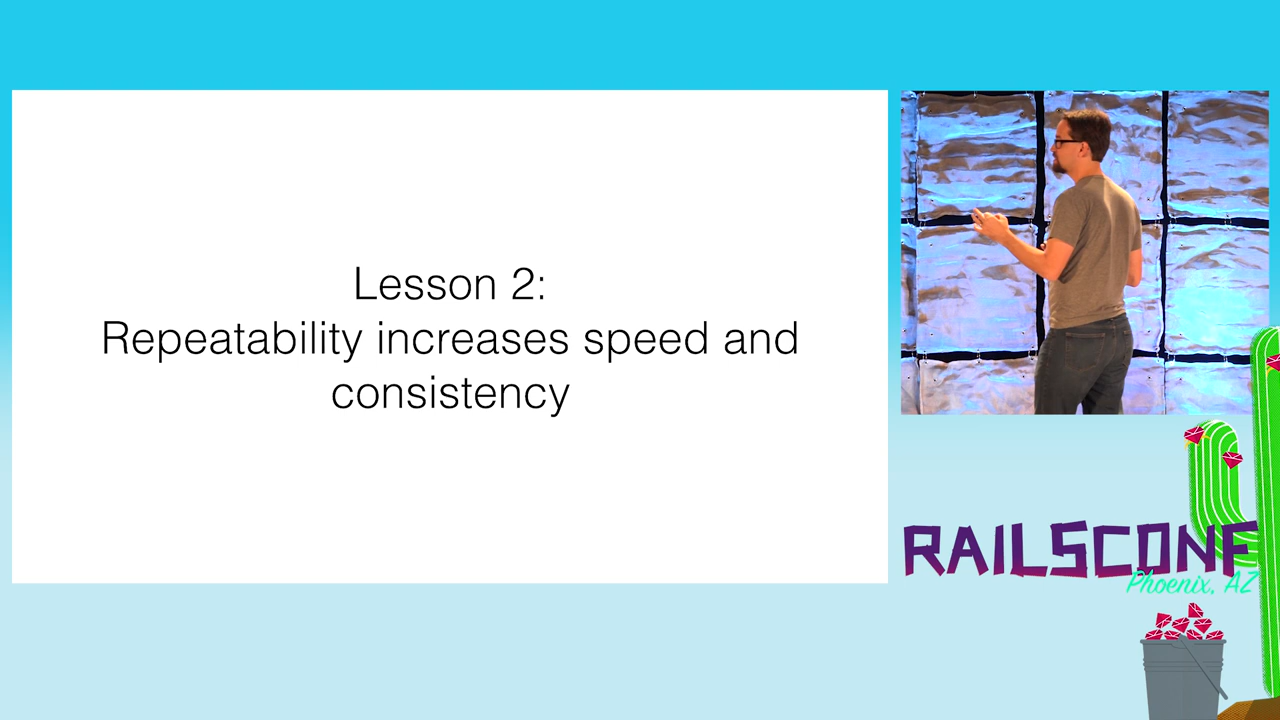 Lesson 2:
Repeatability increases speed and
consistency
RAILSCONF
Phoenix, AZ